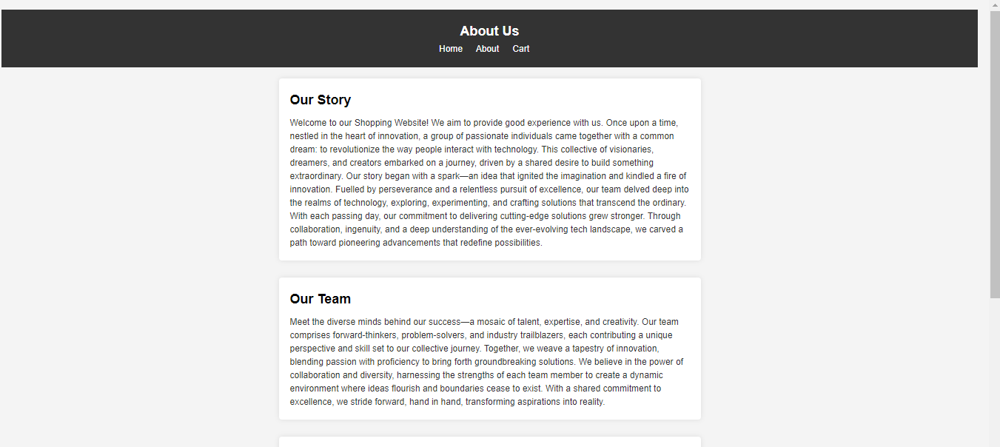 About Us
Home About Cart
Our Story
Welcome to our Shopping Website! We aim to provide good experience with us. Once upon a time,
nestled in the heart of innovation, a group of passionate individuals came together with a common
dream: to revolutionize the way people interact with technology. This collective of visionaries,
dreamers, and creators embarked on a journey, driven by a shared desire to build something
extraordinary. Our story began with a spark—an idea that ignited the imagination and kindled a fire of
innovation. Fuelled by perseverance and a relentless pursuit of excellence, our team delved deep into
the realms of technology, exploring, experimenting, and crafting solutions that transcend the ordinary.
With each passing day, our commitment to delivering cutting-edge solutions grew stronger. Through
collaboration, ingenuity, and a deep understanding of the ever-evolving tech landscape, we carved a
path toward pioneering advancements that redefine possibilities.
Our Team
Meet the diverse minds behind our success—a mosaic of talent, expertise, and creativity. Our team
comprises forward-thinkers, problem-solvers, and industry trailblazers, each contributing a unique
perspective and skill set to our collective journey. Together, we weave a tapestry of innovation,
blending passion with proficiency to bring forth groundbreaking solutions. We believe in the power of
collaboration and diversity, harnessing the strengths of each team member to create a dynamic
environment where ideas flourish and boundaries cease to exist. With a shared commitment to
excellence, we stride forward, hand in hand, transforming aspirations into reality.